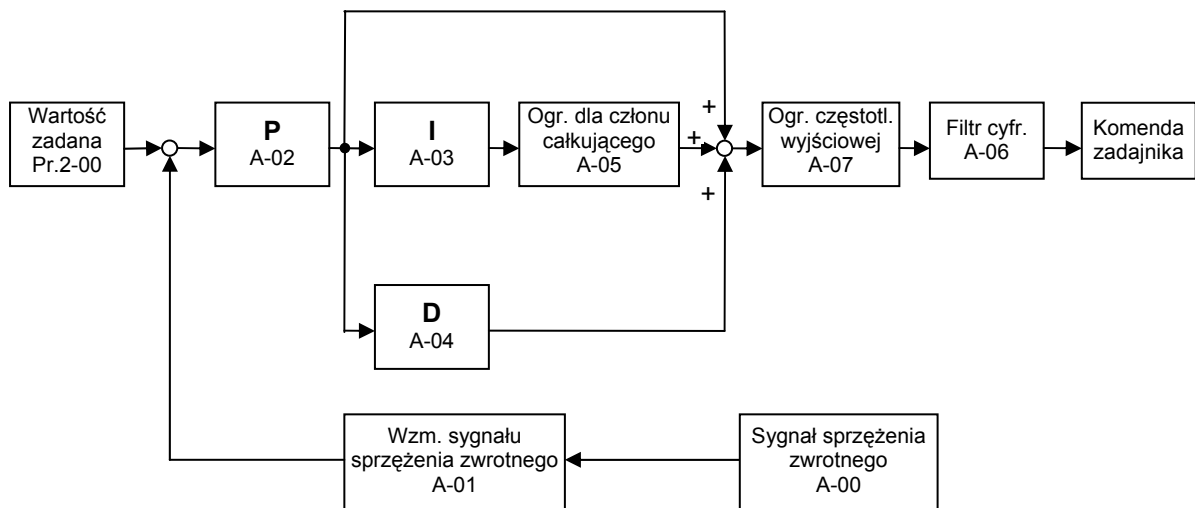 Wartość
zadana
Pr.2-00
P
A-02
I
A-03
Ogr. dla członu
całkującego
A-05
+
+
+
Ogr. częstotl.
wyjściowej
A-07
Filtr cyfr.
A-06
Komenda
zadajnika
D
A-04
Wzm. sygnału
sprzężenia zwrotnego
A-01
Sygnał sprzężenia
zwrotnego
A-00